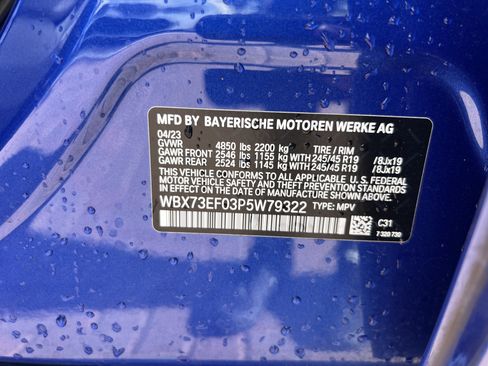 MFD BY BAYERISCHE MOTOREN WERKE AG
04/23
GVWR 4850 lbs 2200 kg TIRE / RIM
GAWR FRONT 2546 lbs 1155 kg WITH 245/45 R19 /8Jx19
GAWR REAR 2524 lbs 1145 kg WITH 245/45 R19 /8Jx19
THIS VEHICLE CONFORMS TO ALL APPLICABLE U.S. FEDERAL
MOTOR VEHICLE SAFETY, BUMPER, AND THEFT PREVENTION
STANDARDS IN EFFECT ON THE DATE OF MANUFACTURE SHOWN ABOVE.
WBX73EF03P5W79322 TYPE: MPV
C31
7 320 730